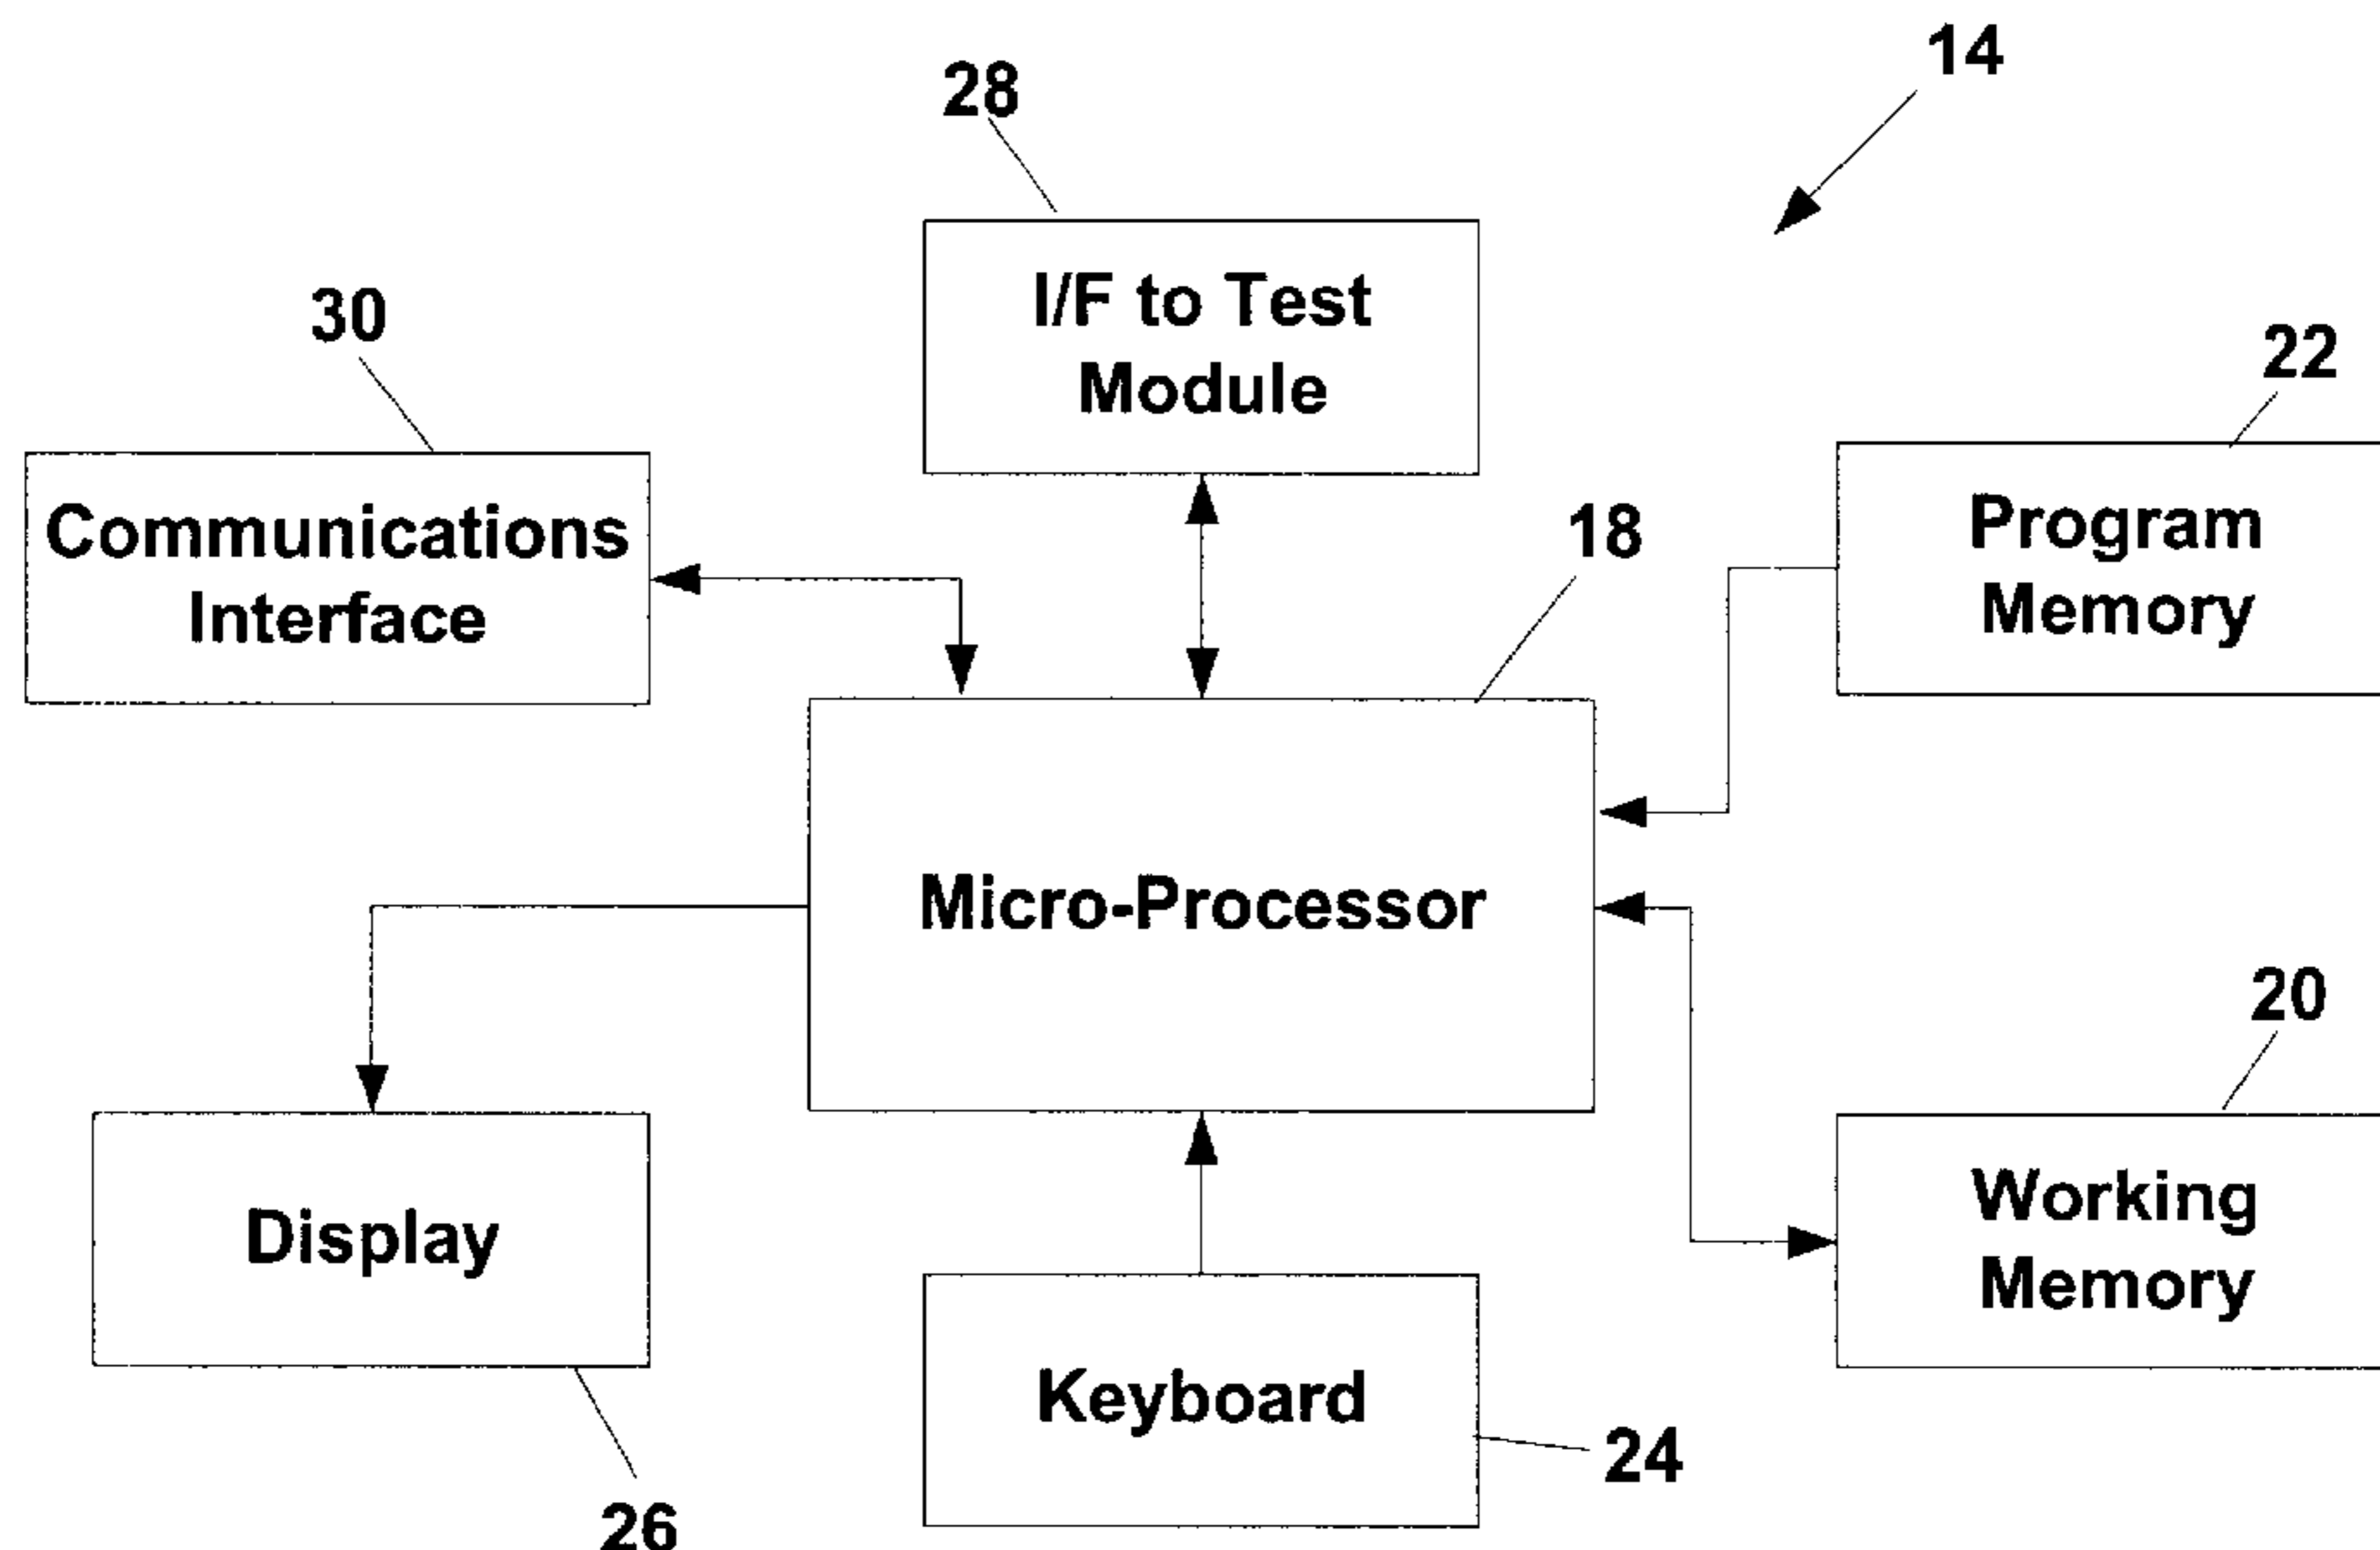 14
28
I/F to Test
Module
30
Communications
Interface
22
Program
Memory
18
Micro-Processor
20
Working
Memory
Display
26
Keyboard
24